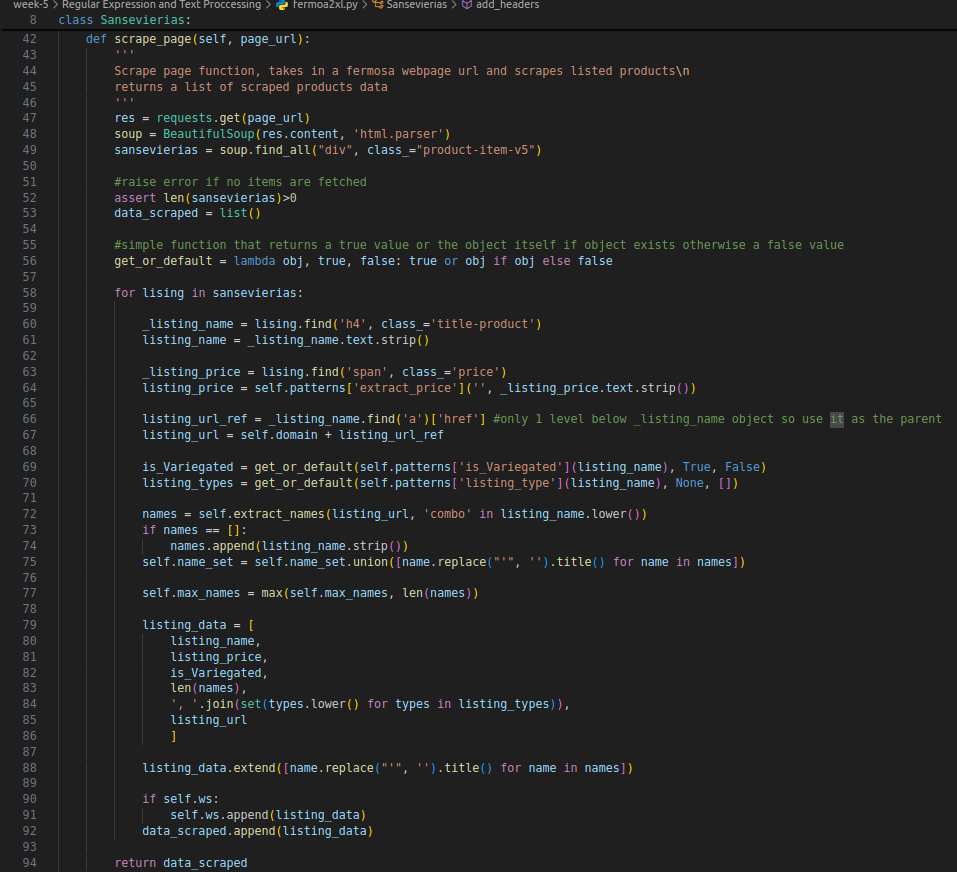 week-5 > Regular Expression and Text Proccessing > fermoa2xl.py > Sansevierias > add_headers
8 class Sansevierias:
42 def scrape_page(self, page_url):
43 '''
44 Scrape page function, takes in a fermosa webpage url and scrapes listed products\n
45 returns a list of scraped products data
46 '''
47 res = requests.get(page_url)
48 soup = BeautifulSoup(res.content, 'html.parser')
49 sansevierias = soup.find_all("div", class_="product-item-v5")
50
51 #raise error if no items are fetched
52 assert len(sansevierias)>0
53 data_scraped = list()
54
55 #simple function that returns a true value or the object itself if object exists otherwise a false value
56 get_or_default = lambda obj, true, false: true or obj if obj else false
57
58 for lising in sansevierias:
59
60 _listing_name = lising.find('h4', class_='title-product')
61 listing_name = _listing_name.text.strip()
62
63 _listing_price = lising.find('span', class_='price')
64 listing_price = self.patterns['extract_price']('', _listing_price.text.strip())
65
66 listing_url_ref = _listing_name.find('a')['href'] #only 1 level below _listing_name object so use it as the parent
67 listing_url = self.domain + listing_url_ref
68
69 is_Variegated = get_or_default(self.patterns['is_Variegated'](listing_name), True, False)
70 listing_types = get_or_default(self.patterns['listing_type'](listing_name), None, [])
71
72 names = self.extract_names(listing_url, 'combo' in listing_name.lower())
73 if names == []:
74 names.append(listing_name.strip())
75 self.name_set = self.name_set.union([name.replace("'", '').title() for name in names])
76
77 self.max_names = max(self.max_names, len(names))
78
79 listing_data = [
80 listing_name,
81 listing_price,
82 is_Variegated,
83 len(names),
84 ', '.join(set(types.lower() for types in listing_types)),
85 listing_url
86 ]
87
88 listing_data.extend([name.replace("'", '').title() for name in names])
89
90 if self.ws:
91 self.ws.append(listing_data)
92 data_scraped.append(listing_data)
93
94 return data_scraped